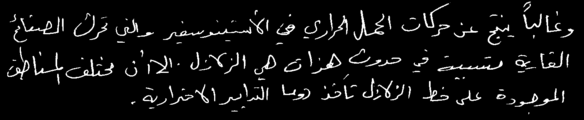 وغالباً ينتج عن حركات الحمل الحراري في الأستينوسفير والتي تحرك الصفائح
القارية متسببة في حدوث هزات هي الزلازل. الا أن مختلف المناطق
الموجودة على خط الزلازل تأخذ دوما التدابير الاحترازية.